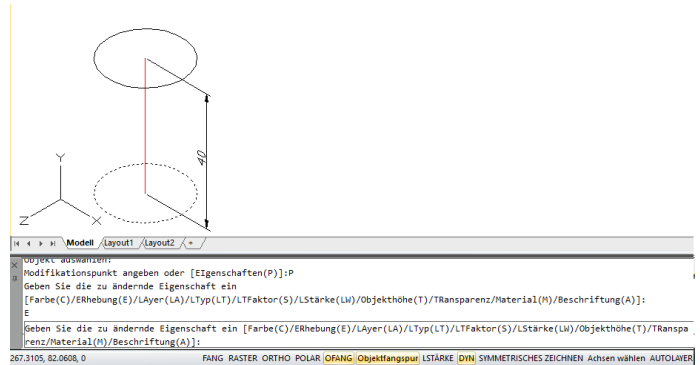 40
Y
Z
X
Modell Layout1 Layout2 +
Objekt auswählen:
Modifikationspunkt angeben oder [EIgenschaften(P)]:P
Geben Sie die zu ändernde Eigenschaft ein
[Farbe(C)/ERhebung(E)/LAyer(LA)/LTyp(LT)/LTFaktor(S)/LStärke(LW)/Objekthöhe(T)/TRansparenz/Material(M)/Beschriftung(A)]:
E
Geben Sie die zu ändernde Eigenschaft ein [Farbe(C)/ERhebung(E)/LAyer(LA)/LTyp(LT)/LTFaktor(S)/LStärke(LW)/Objekthöhe(T)/TRanspa
renz/Material(M)/Beschriftung(A)]:
267.3105, 82.0608, 0 FANG RASTER ORTHO POLAR OFANG Objektfangspur LSTÄRKE DYN SYMMETRISCHES ZEICHNEN Achsen wählen AUTOLAYER